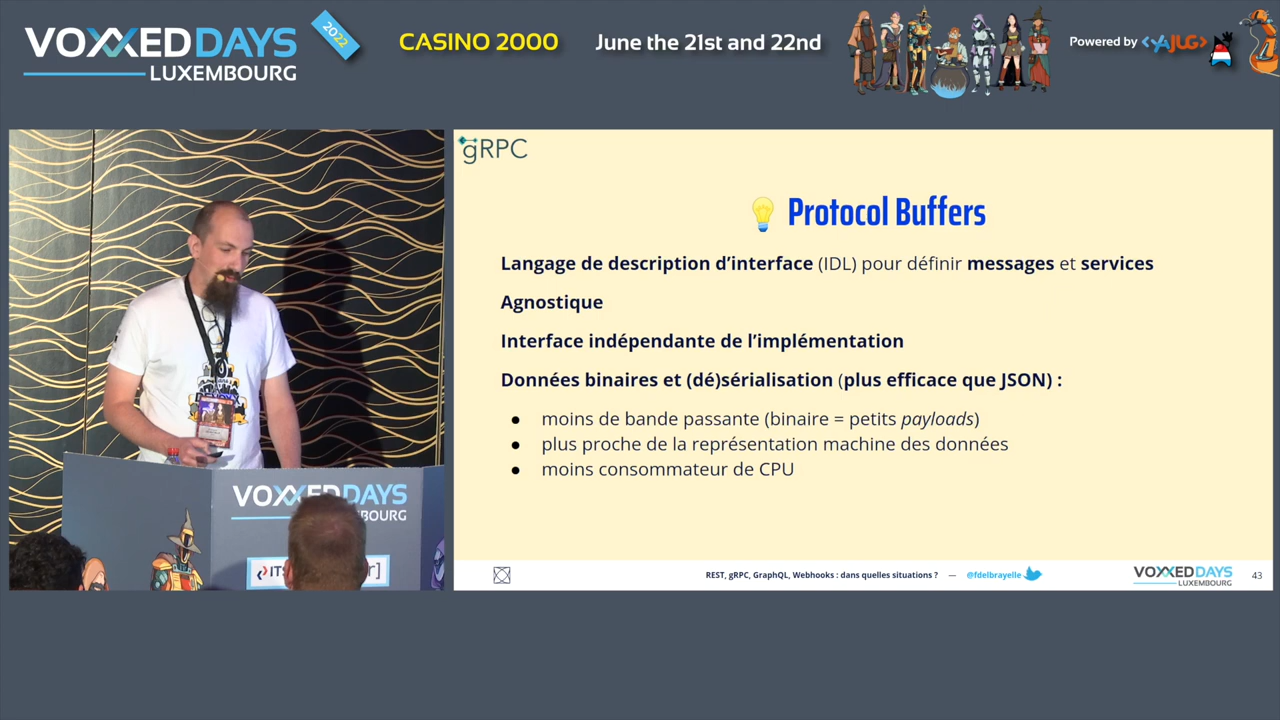 VOXXED DAYS
LUXEMBOURG
2022
CASINO 2000
June the 21st and 22nd
Powered by <YAJUG>
gRPC
Protocol Buffers
Langage de description d’interface (IDL) pour définir messages et services
Agnostique
Interface indépendante de l’implémentation
Données binaires et (dé)sérialisation (plus efficace que JSON) :
● moins de bande passante (binaire = petits payloads)
● plus proche de la représentation machine des données
● moins consommateur de CPU
VOXXED DAYS
BOURG
REST, gRPC, GraphQL, Webhooks : dans quelles situations ? — @fdelbrayelle
VOXXED DAYS
LUXEMBOURG
43